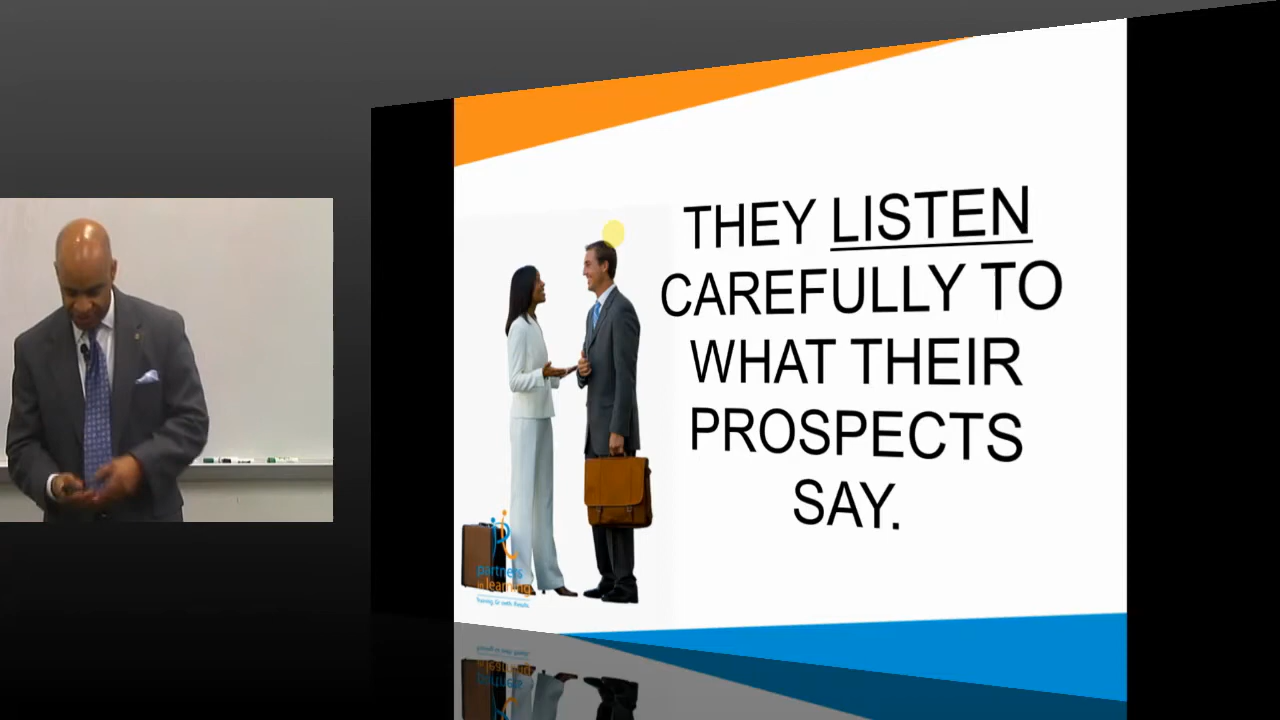 THEY LISTEN
CAREFULLY TO
WHAT THEIR
PROSPECTS
SAY.
partners
in learning